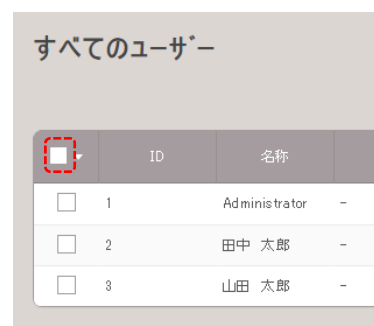 すべてのユーザー
ID 名称
1 Administrator -
2 田中 太郎 -
3 山田 太郎 -